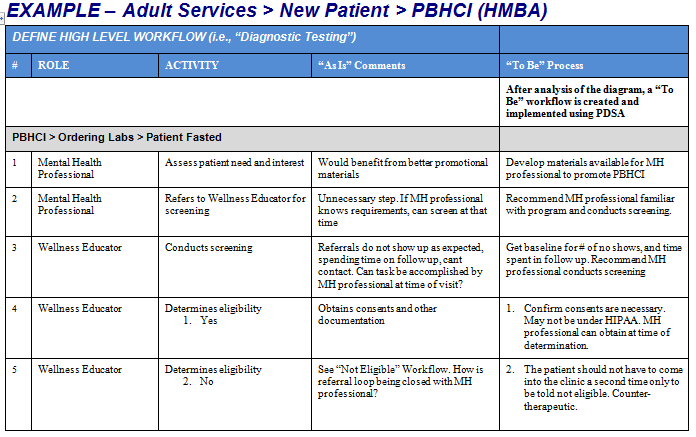 EXAMPLE – Adult Services > New Patient > PBHCI (HMBA)
DEFINE HIGH LEVEL WORKFLOW (i.e., “Diagnostic Testing”)
# ROLE ACTIVITY “As Is” Comments “To Be” Process
After analysis of the diagram, a “To
Be” workflow is created and
implemented using PDSA
PBHCI > Ordering Labs > Patient Fasted
1 Mental Health
Professional
Assess patient need and interest
Would benefit from better promotional
materials
Develop materials available for MH
professional to promote PBHCI
2 Mental Health
Professional
Refers to Wellness Educator for
screening
Unnecessary step. If MH professional
knows requirements, can screen at that
time
Recommend MH professional familiar
with program and conducts screening.
3 Wellness Educator
Conducts screening
Referrals do not show up as expected,
spending time on follow up, cant
contact. Can task be accomplished by
MH professional at time of visit?
Get baseline for # of no shows, and time
spent in follow up. Recommend MH
professional conducts screening
4 Wellness Educator
Determines eligibility
1. Yes
Obtains consents and other
documentation
1. Confirm consents are necessary.
May not be under HIPAA. MH
professional can obtain at time of
determination.
5 Wellness Educator
Determines eligibility
2. No
See “Not Eligible” Workflow. How is
referral loop being closed with MH
professional?
2. The patient should not have to come
into the clinic a second time only to
be told not eligible. Counter-
therapeutic.